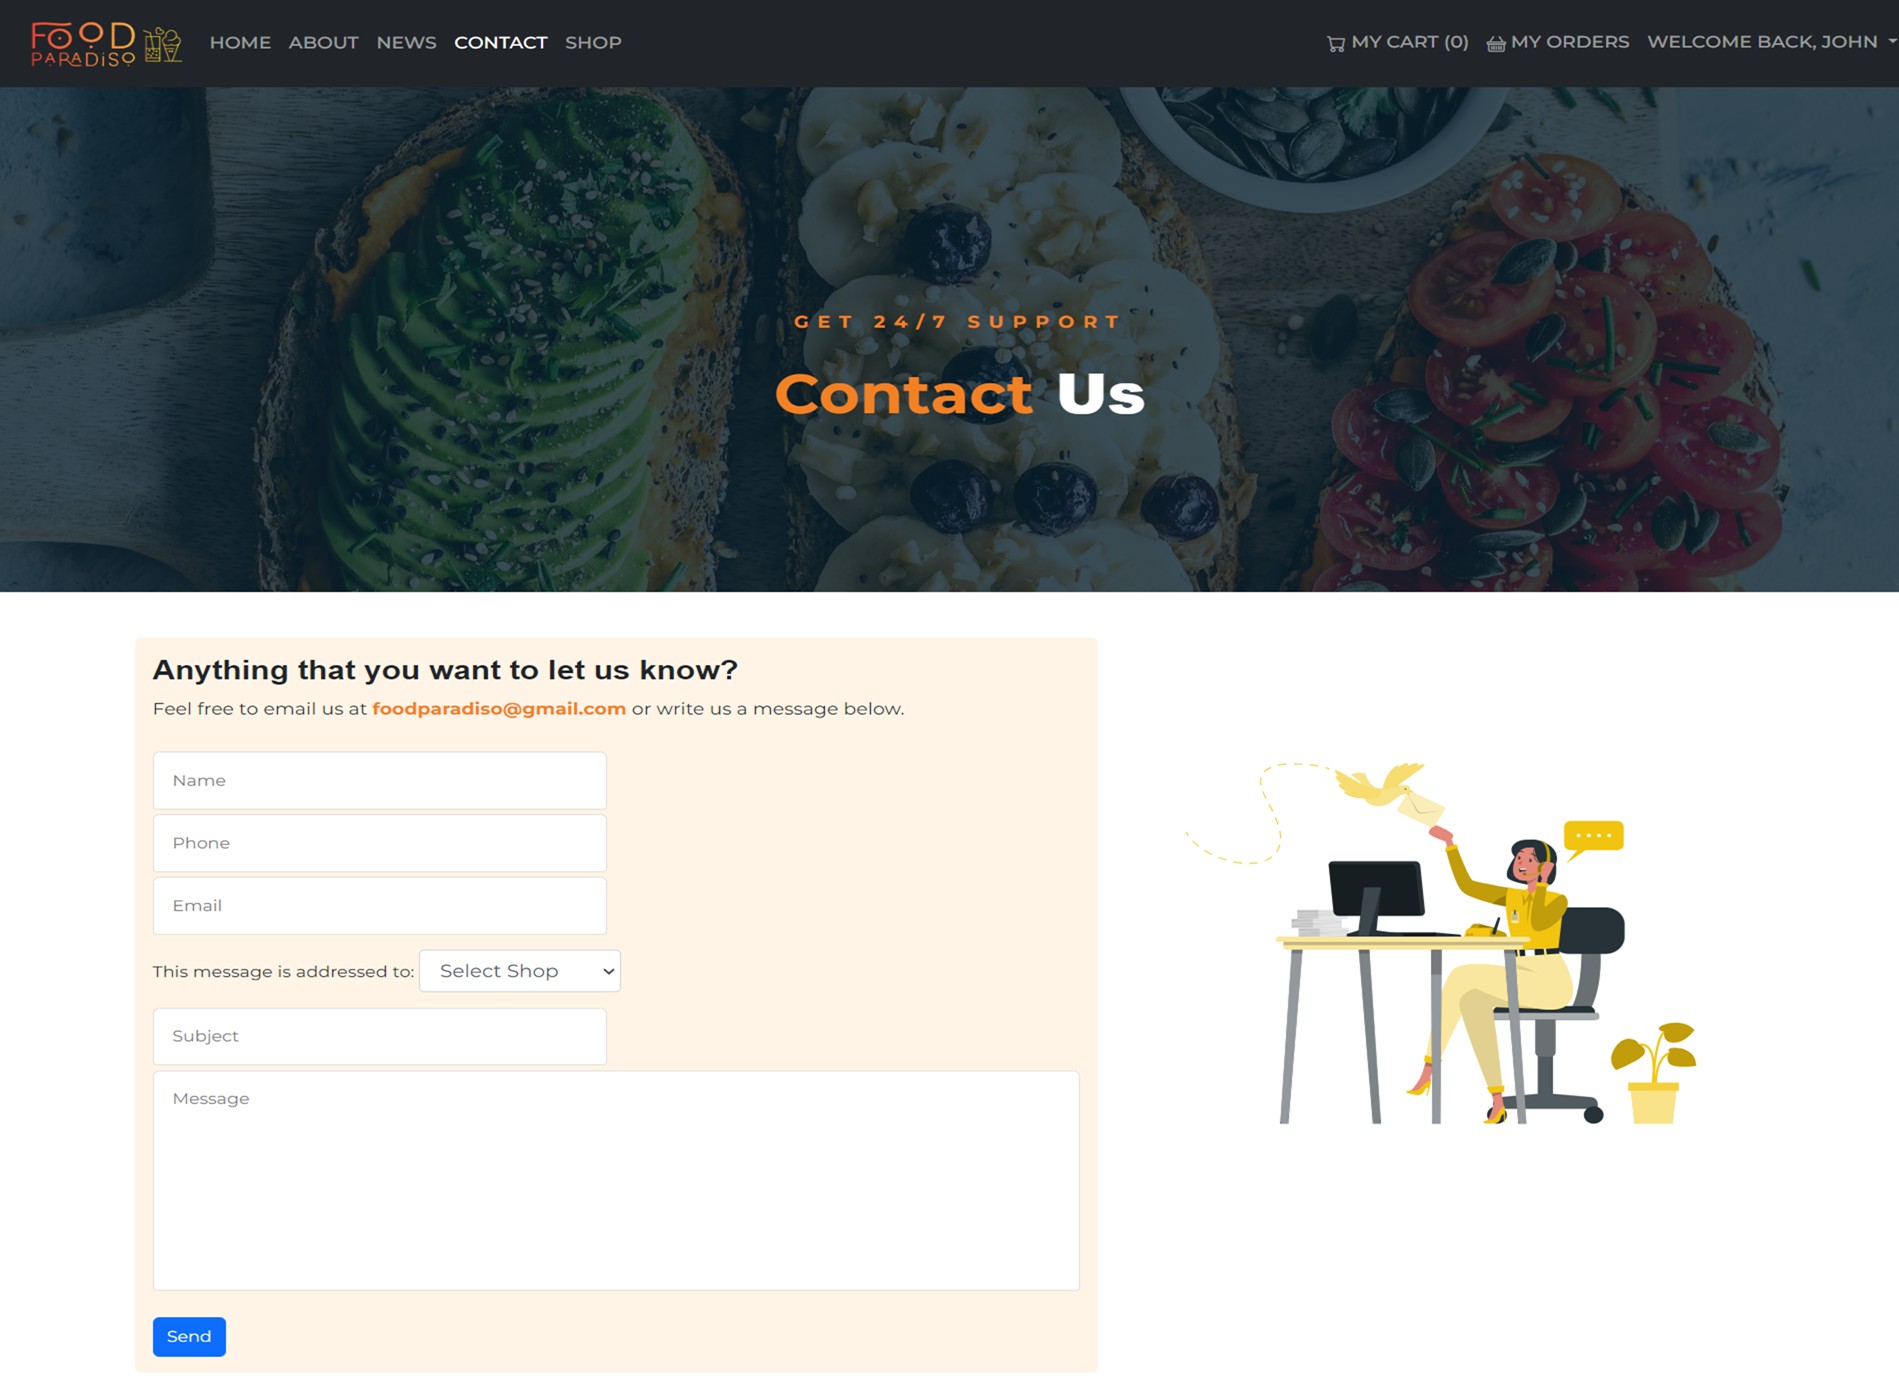 FOOD
PARADISO
HOME ABOUT NEWS CONTACT SHOP
MY CART (0) MY ORDERS WELCOME BACK, JOHN
GET 24/7 SUPPORT
Contact Us
Anything that you want to let us know?
Feel free to email us at foodparadiso@gmail.com or write us a message below.
Name
Phone
Email
This message is addressed to: Select Shop
Subject
Message
Send